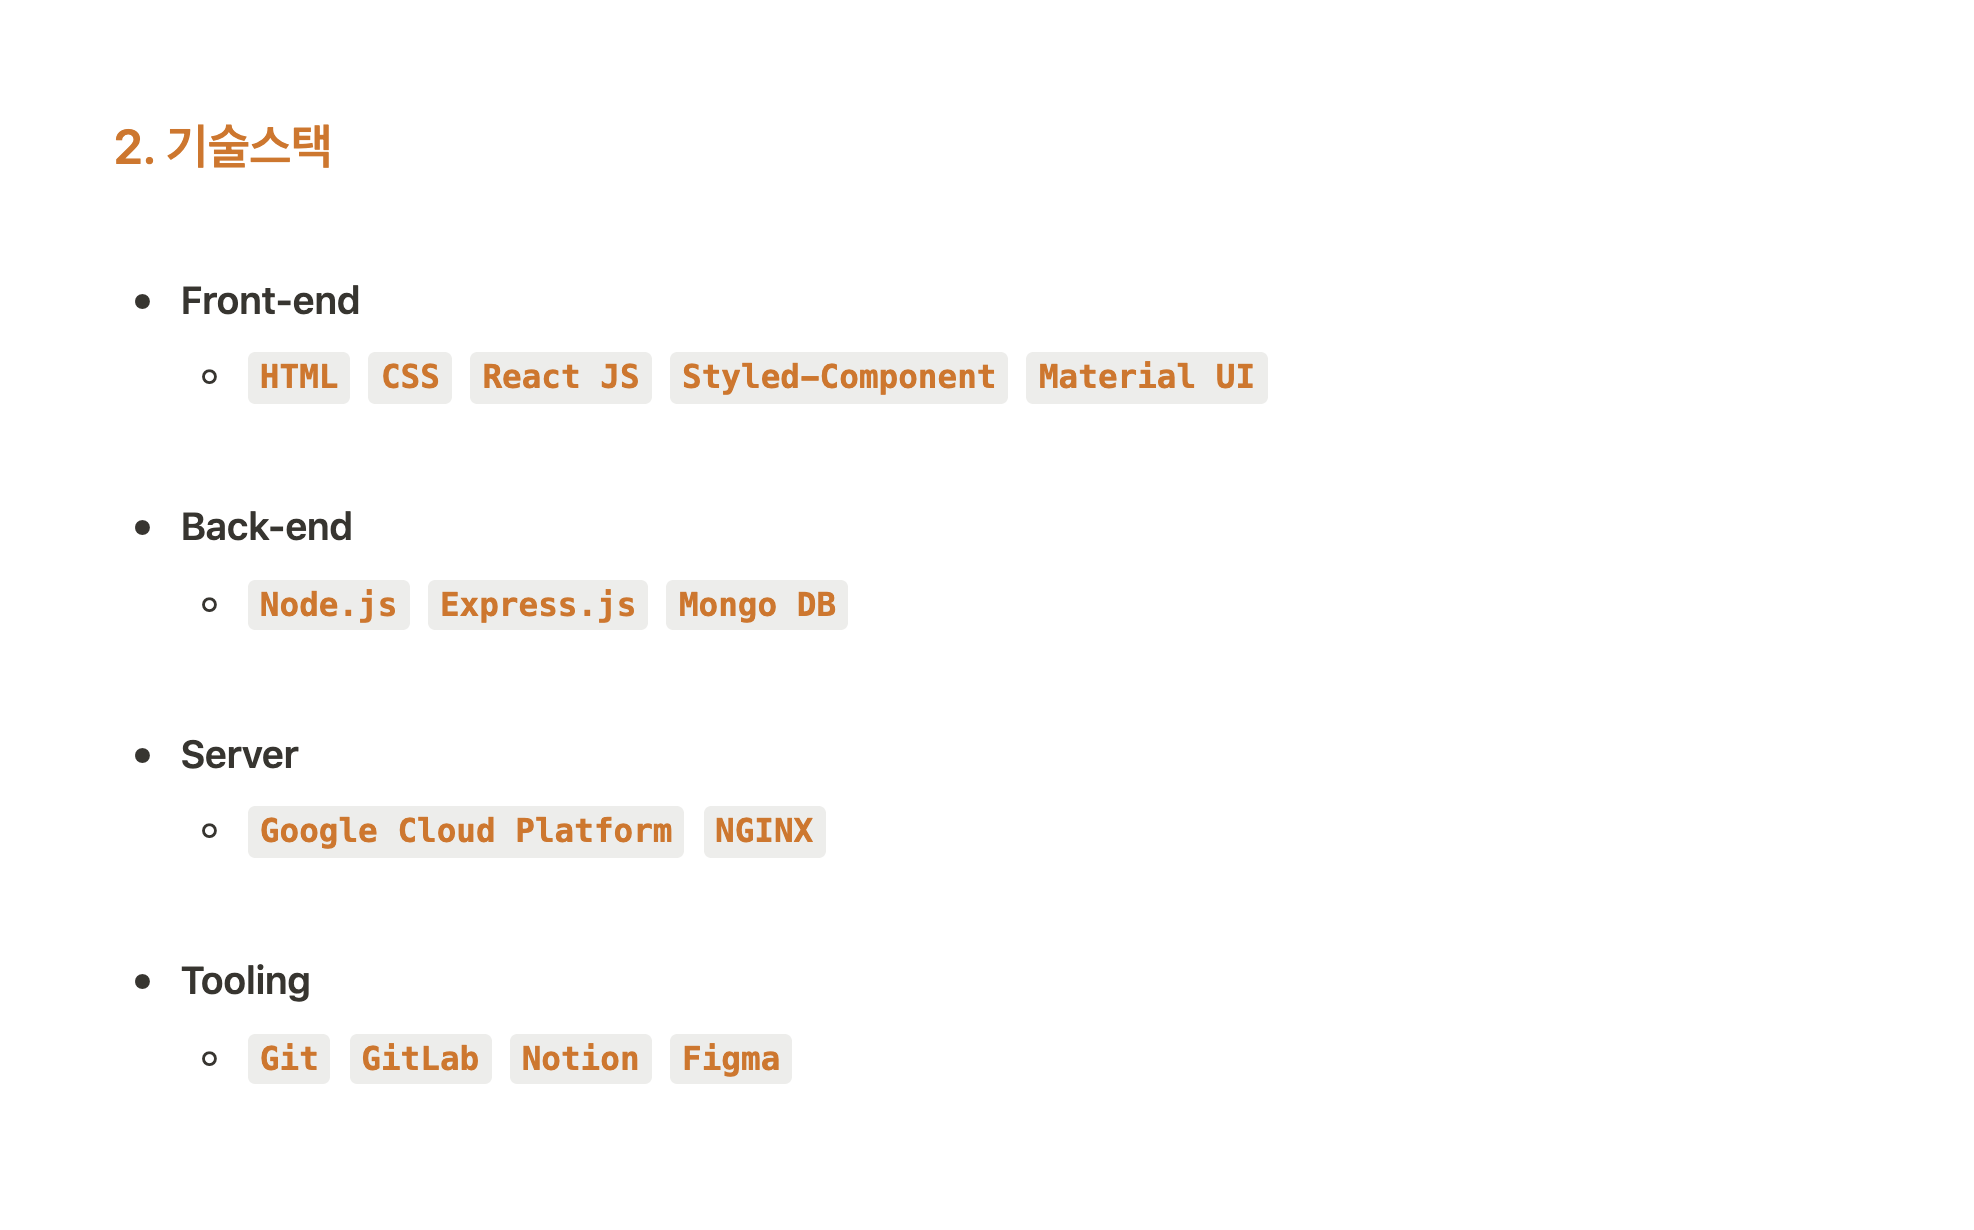 2. 기술스택
Front-end
HTML CSS React JS Styled-Component Material UI
Back-end
Node.js Express.js Mongo DB
Server
Google Cloud Platform NGINX
Tooling
Git GitLab Notion Figma